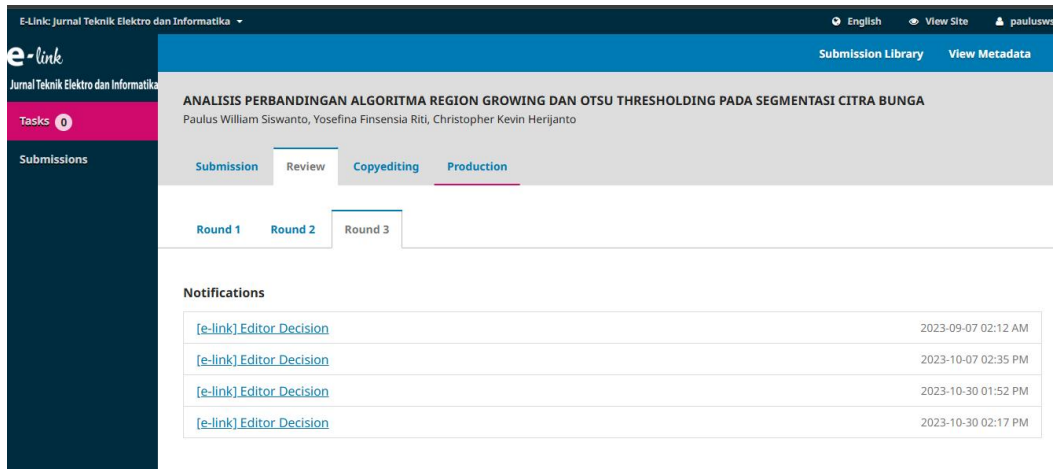 E-Link: Jurnal Teknik Elektro dan Informatika
English View Site paulusws
e-link
Jurnal Teknik Elektro dan Informatika
Submission Library View Metadata
Tasks 0
Submissions
ANALISIS PERBANDINGAN ALGORITMA REGION GROWING DAN OTSU THRESHOLDING PADA SEGMENTASI CITRA BUNGA
Paulus William Siswanto, Yosefina Finsensia Riti, Christopher Kevin Herijanto
Submission Review Copyediting Production
Round 1 Round 2 Round 3
Notifications
[e-link] Editor Decision 2023-09-07 02:12 AM
[e-link] Editor Decision 2023-10-07 02:35 PM
[e-link] Editor Decision 2023-10-30 01:52 PM
[e-link] Editor Decision 2023-10-30 02:17 PM